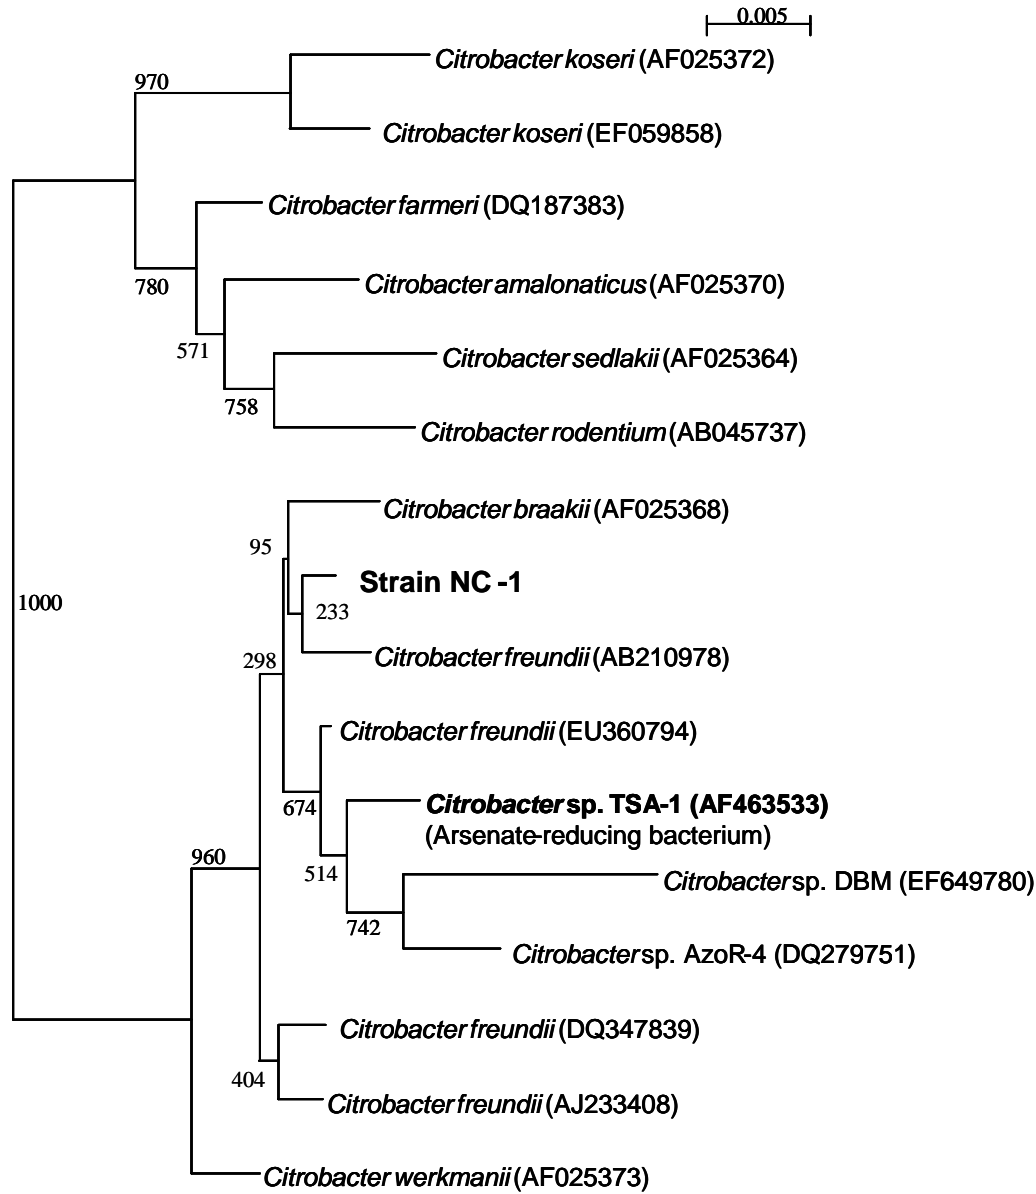 0.005
Citrobacter koseri (AF025372)
970
Citrobacter koseri (EF059858)
Citrobacter farmeri (DQ187383)
780
Citrobacter amalonaticus (AF025370)
571
Citrobacter sedlakii (AF025364)
758
Citrobacter rodentium (AB045737)
Citrobacter braakii (AF025368)
95
Strain NC -1
1000
233
298
Citrobacter freundii (AB210978)
Citrobacter freundii (EU360794)
674
Citrobacter sp. TSA-1 (AF463533)
(Arsenate-reducing bacterium)
960
514
Citrobacter sp. DBM (EF649780)
742
Citrobacter sp. AzoR-4 (DQ279751)
Citrobacter freundii (DQ347839)
404
Citrobacter freundii (AJ233408)
Citrobacter werkmanii (AF025373)